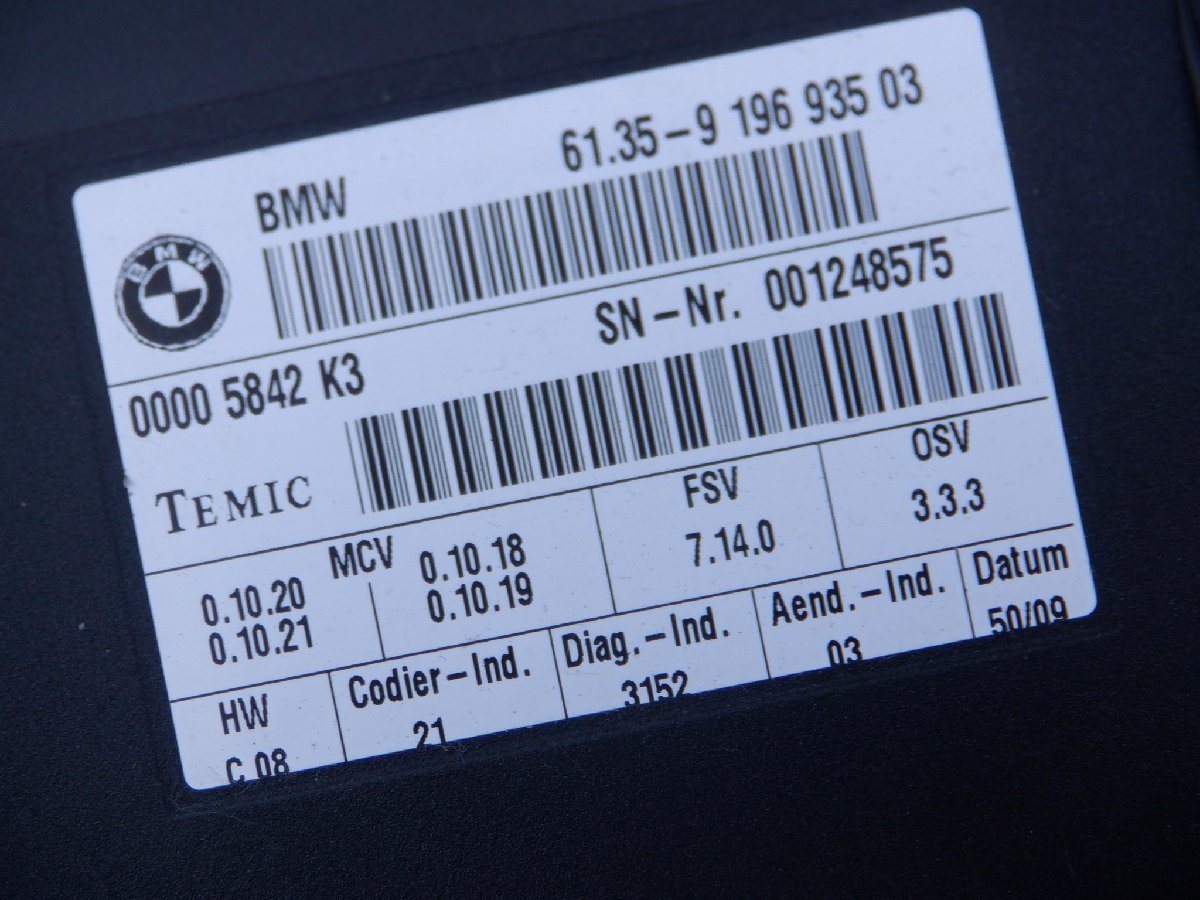 61.35-9 196 935 03
BMW
BMW
SN-Nr. 001248575
0000 5842 K3
TEMIC
MCV
0.10.20
0.10.21
0.10.18
0.10.19
FSV
7.14.0
OSV
3.3.3
HW
C 08
Codier-Ind.
21
Diag.-Ind.
3152
Aend.-Ind.
03
Datum
50/09